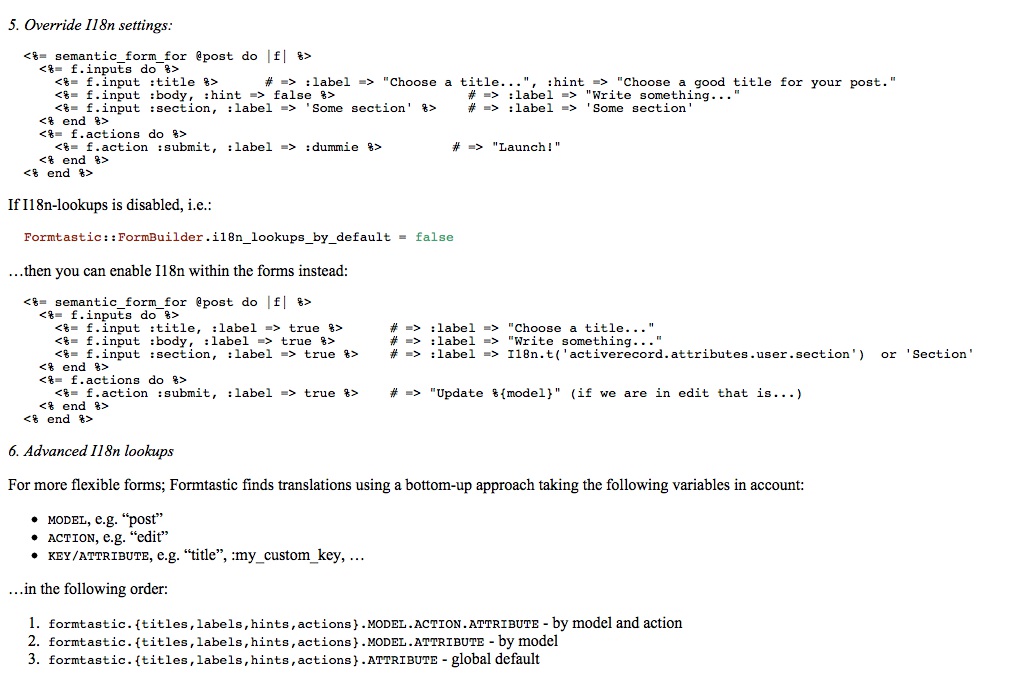 5. Override I18n settings:
<%= semantic_form_for @post do |f| %>
<%= f.inputs do %>
<%= f.input :title %> # => :label => "Choose a title...", :hint => "Choose a good title for your post."
<%= f.input :body, :hint => false %> # => :label => "Write something..."
<%= f.input :section, :label => 'Some section' %> # => :label => 'Some section'
<% end %>
<%= f.actions do %>
<%= f.action :submit, :label => :dummie %> # => "Launch!"
<% end %>
<% end %>
If I18n-lookups is disabled, i.e.:
Formtastic::FormBuilder.i18n_lookups_by_default = false
…then you can enable I18n within the forms instead:
<%= semantic_form_for @post do |f| %>
<%= f.inputs do %>
<%= f.input :title, :label => true %> # => :label => "Choose a title..."
<%= f.input :body, :label => true %> # => :label => "Write something..."
<%= f.input :section, :label => true %> # => :label => I18n.t('activerecord.attributes.user.section') or 'Section'
<% end %>
<%= f.actions do %>
<%= f.action :submit, :label => true %> # => "Update %{model}" (if we are in edit that is...)
<% end %>
<% end %>
6. Advanced I18n lookups
For more flexible forms; Formtastic finds translations using a bottom-up approach taking the following variables in account:
• MODEL, e.g. “post”
• ACTION, e.g. “edit”
• KEY/ATTRIBUTE, e.g. “title”, :my_custom_key, …
…in the following order:
1. formtastic.{titles,labels,hints,actions}.MODEL.ACTION.ATTRIBUTE - by model and action
2. formtastic.{titles,labels,hints,actions}.MODEL.ATTRIBUTE - by model
3. formtastic.{titles,labels,hints,actions}.ATTRIBUTE - global default